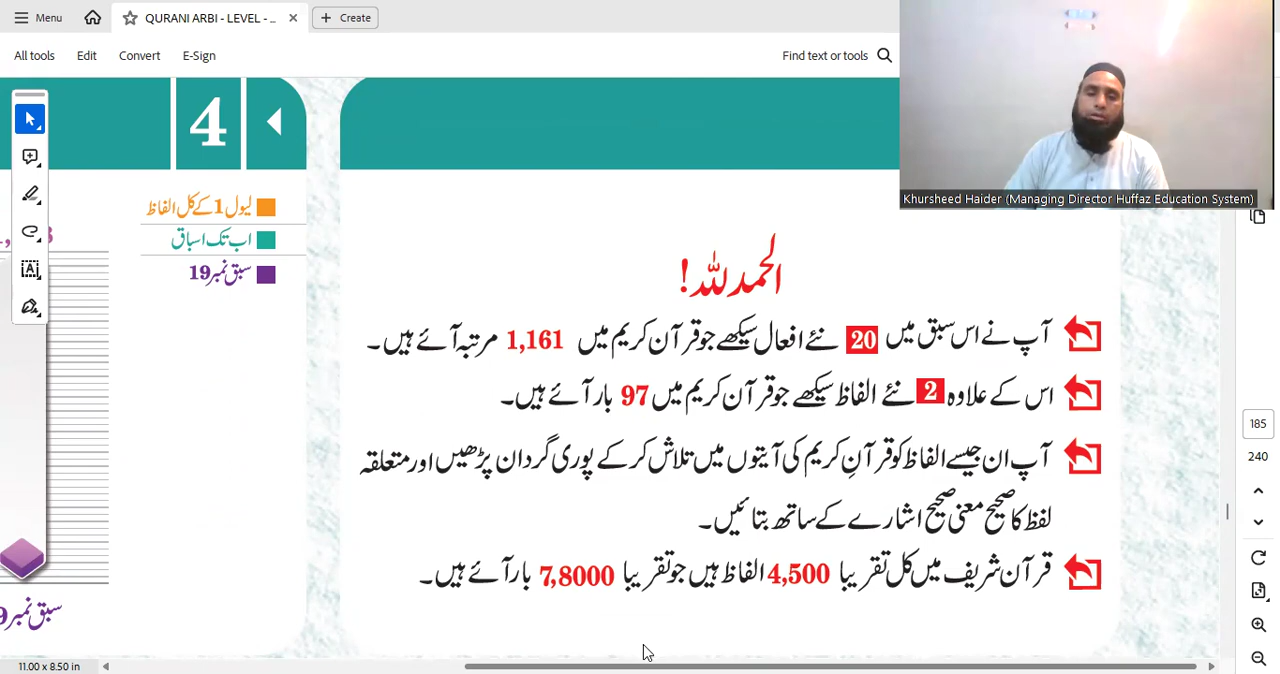 Menu
QURANI ARBI - LEVEL - ...
Create
All tools
Edit
Convert
E-Sign
Find text or tools
Khursheed Haider (Managing Director Huffaz Education System)
4
لیول 1 کے کل الفاظ
اب تک اسباق
سبق نمبر 19
الحمد للہ !
آپ نے اس سبق میں 20 نئے افعال سیکھے جو قرآن کریم میں 1,161 مرتبہ آئے ہیں۔
اس کے علاوہ 2 نئے الفاظ سیکھے جو قرآن کریم میں 97 بار آئے ہیں۔
آپ ان جیسے الفاظ کو قرآنِ کریم کی آیتوں میں تلاش کر کے پوری گردان پڑھیں اور متعلقہ
لفظ کا صحیح معنی صحیح اشارے کے ساتھ بتائیں۔
قرآن شریف میں کل تقریبا 4,500 الفاظ ہیں جو تقریبا 7,8000 بار آئے ہیں۔
سبق نمبر
185
240
11.00 x 8.50 in